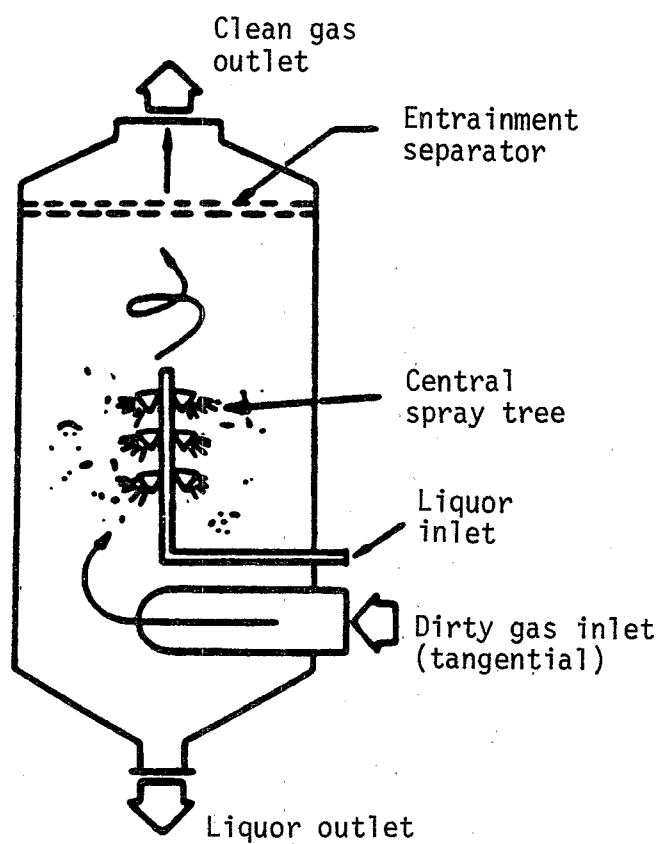 Clean gas
outlet
Entrainment
separator
Central
spray tree
Liquor
inlet
Dirty gas inlet
(tangential)
Liquor outlet